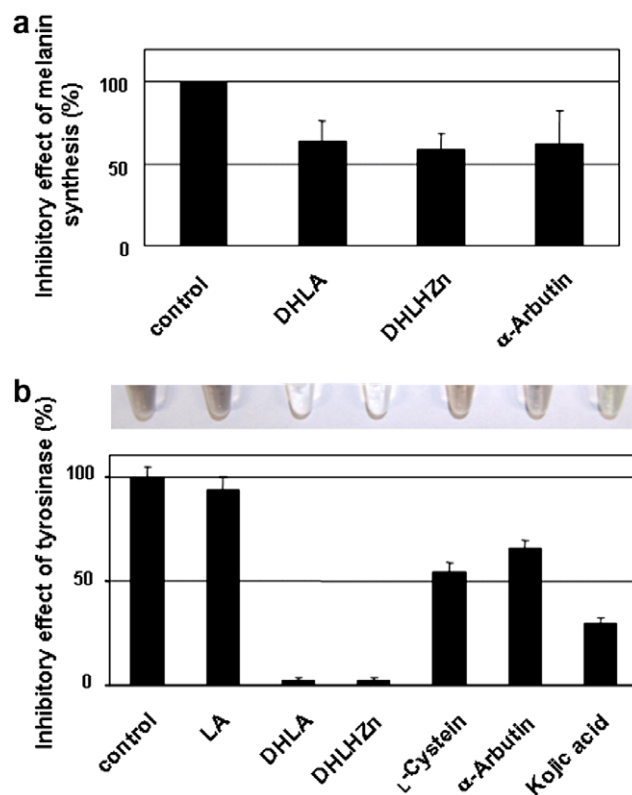 a
Inhibitory effect of melanin
synthesis (%)
100
50
0
control
DHLA
DHLHZn
α-Arbutin
b
Inhibitory effect of tyrosinase (%)
100
50
0
control
LA
DHLA
DHLHZn
L-Cystein
α-Arbutin
Kojic acid